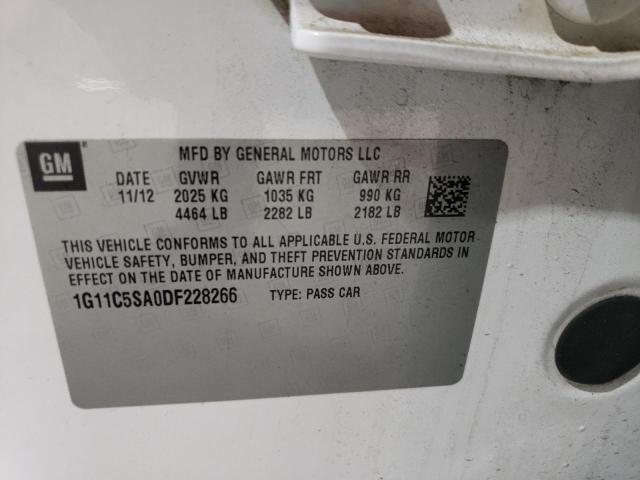 GM
MFD BY GENERAL MOTORS LLC
DATE GVWR GAWR FRT GAWR RR
11/12 2025 KG 1035 KG 990 KG
4464 LB 2282 LB 2182 LB
THIS VEHICLE CONFORMS TO ALL APPLICABLE U.S. FEDERAL MOTOR
VEHICLE SAFETY, BUMPER, AND THEFT PREVENTION STANDARDS IN
EFFECT ON THE DATE OF MANUFACTURE SHOWN ABOVE.
1G11C5SA0DF228266 TYPE: PASS CAR